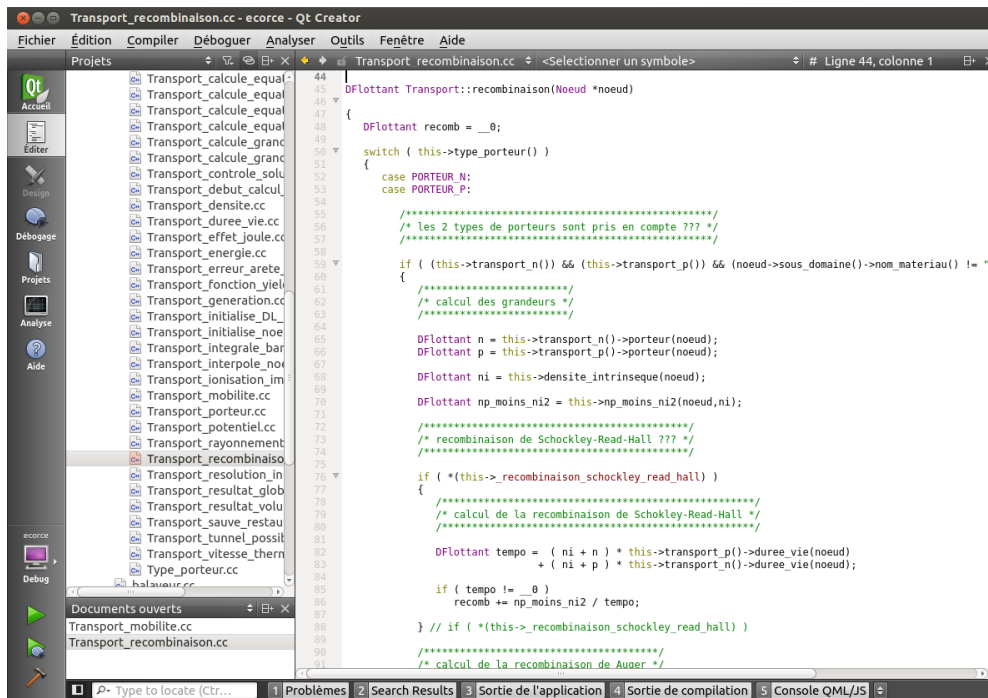 Transport_recombinaison.cc - ecorce - Qt Creator
Fichier Édition Compiler Déboguer Analyser Outils Fenêtre Aide
Projets
Transport_recombinaison.cc <Selectionner un symbole> # Ligne 44, colonne 1
Qt
Accueil
Éditer
Design
Débogage
Projets
Analyse
Aide
ecorce
Debug
Transport_calcule_equat
Transport_calcule_equat
Transport_calcule_equat
Transport_calcule_equat
Transport_calcule_grand
Transport_calcule_grand
Transport_controle_solu
Transport_debut_calcul_
Transport_densite.cc
Transport_duree_vie.cc
Transport_effet_joule.cc
Transport_energie.cc
Transport_erreur_arete_
Transport_fonction_yiel
Transport_generation.cc
Transport_initialise_DL_
Transport_initialise_noe
Transport_integrale_bar
Transport_interpole_noe
Transport_ionisation_im
Transport_mobilite.cc
Transport_porteur.cc
Transport_potentiel.cc
Transport_rayonnement
Transport_recombinaiso
Transport_resolution_in
Transport_resultat_glob
Transport_resultat_volu
Transport_sauve_restau
Transport_tunnel_possib
Transport_vitesse_therm
Type_porteur.cc
balayeur.cc
Documents ouverts
Transport_mobilite.cc
Transport_recombinaison.cc
44
45 DFlottant Transport::recombinaison(Noeud *noeud)
46
47 {
48 DFlottant recomb = __0;
49
50 switch ( this->type_porteur() )
51 {
52 case PORTEUR_N:
53 case PORTEUR_P:
54
55 /***************************************************/
56 /* les 2 types de porteurs sont pris en compte ??? */
57 /***************************************************/
58
59 if ( (this->transport_n()) && (this->transport_p()) && (noeud->sous_domaine()->nom_materiau() != "
60 {
61 /************************/
62 /* calcul des grandeurs */
63 /************************/
64
65 DFlottant n = this->transport_n()->porteur(noeud);
66 DFlottant p = this->transport_p()->porteur(noeud);
67
68 DFlottant ni = this->densite_intrinseque(noeud);
69
70 DFlottant np_moins_ni2 = this->np_moins_ni2(noeud,ni);
71
72 /********************************************/
73 /* recombinaison de Schockley-Read-Hall ??? */
74 /********************************************/
75
76 if ( *(this->_recombinaison_schockley_read_hall) )
77 {
78 /****************************************************/
79 /* calcul de la recombinaison de Schokley-Read-Hall */
80 /****************************************************/
81
82 DFlottant tempo = ( ni + n ) * this->transport_p()->duree_vie(noeud)
83 + ( ni + p ) * this->transport_n()->duree_vie(noeud);
84
85 if ( tempo != __0 )
86 recomb += np_moins_ni2 / tempo;
87
88 } // if ( *(this->_recombinaison_schockley_read_hall) )
89
90 /***************************************/
91 /* calcul de la recombinaison de Auger */
Type to locate (Ctr... 1 Problèmes 2 Search Results 3 Sortie de l'application 4 Sortie de compilation 5 Console QML/JS